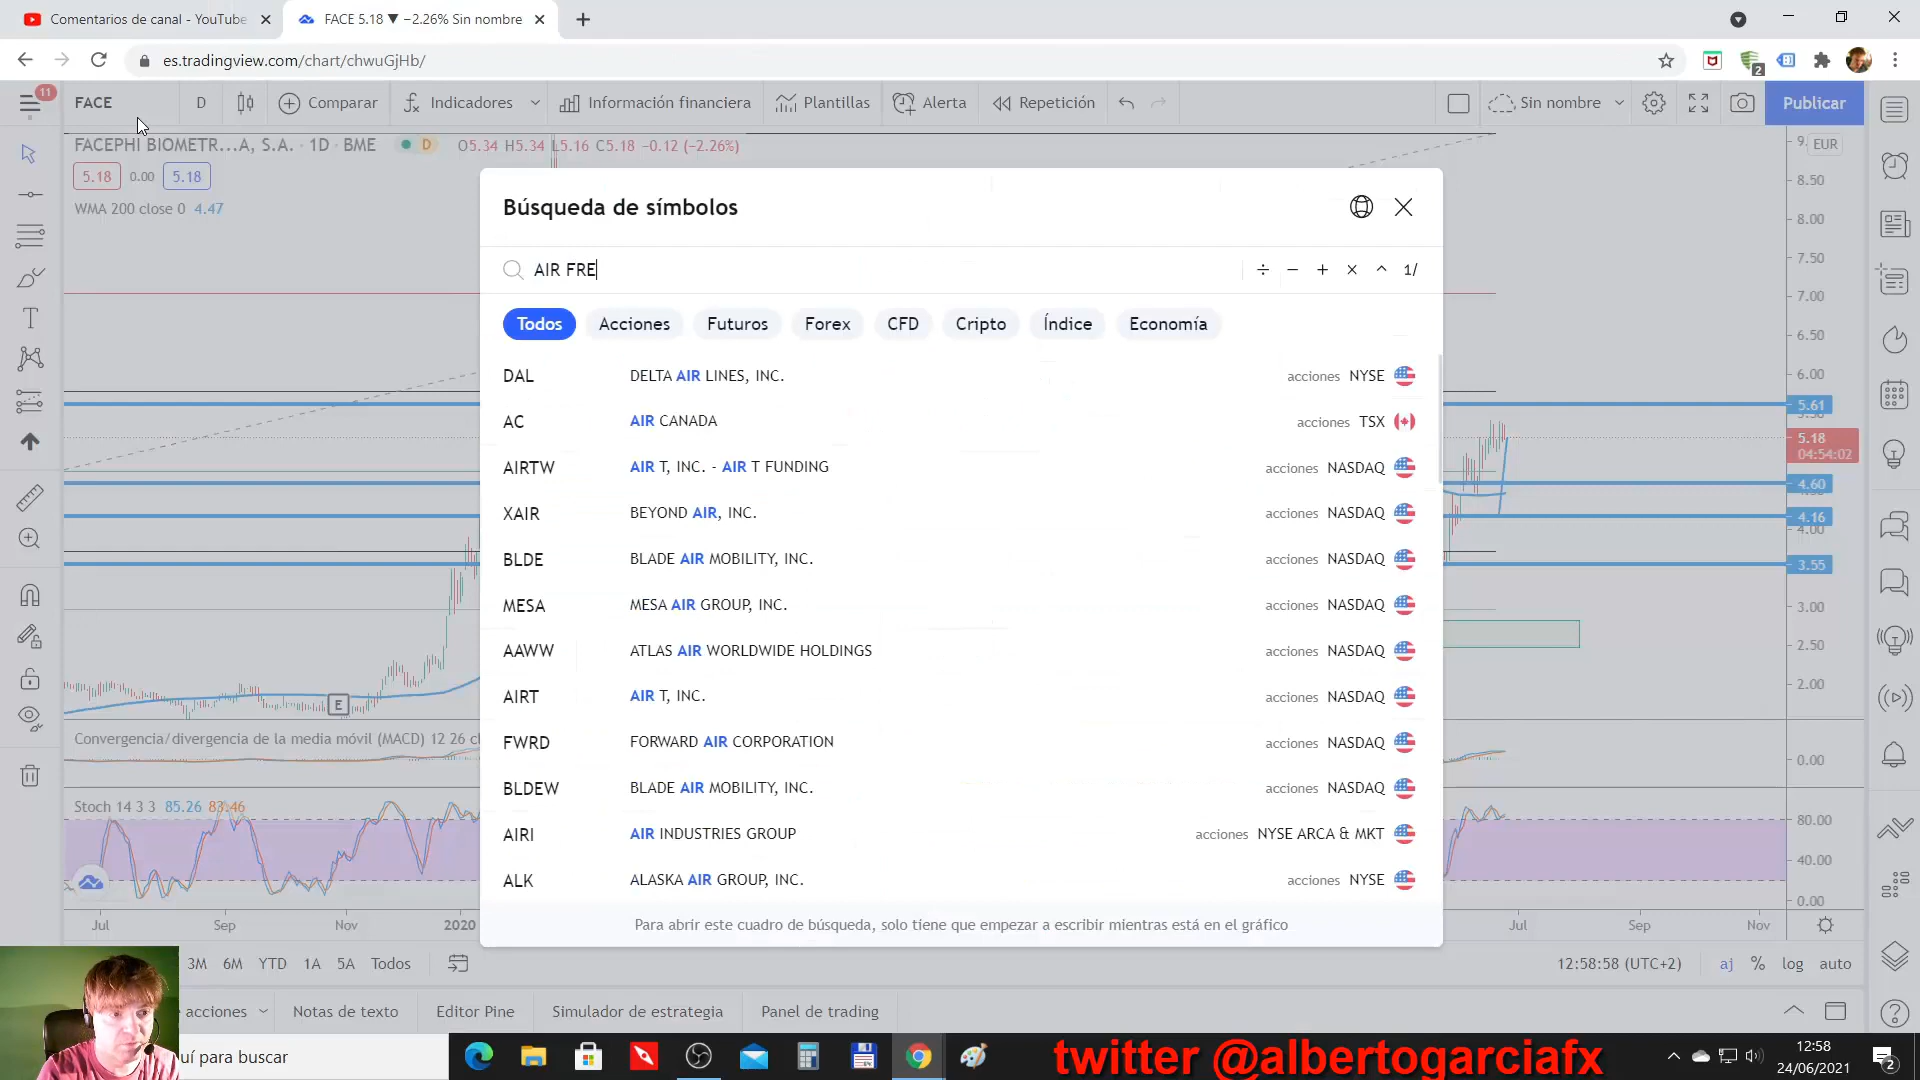 Comentarios de canal - YouTube
FACE 5.18 ▼ −2.26% Sin nombre
es.tradingview.com/chart/chwuGjHb/
2
11
FACE
D
Comparar
Indicadores
Información financiera
Plantillas
Alerta
Repetición
Sin nombre
Publicar
FACEPHI BIOMETR...A, S.A. · 1D · BME
D
O5.34 H5.34 L5.16 C5.18 −0.12 (−2.26%)
5.18 0.00 5.18
WMA 200 close 0 4.47
EUR
Búsqueda de símbolos
AIR FRE
÷ − + × ^ 1/
Todos Acciones Futuros Forex CFD Cripto Índice Economía
DAL DELTA AIR LINES, INC. acciones NYSE
AC AIR CANADA acciones TSX
AIRTW AIR T, INC. - AIR T FUNDING acciones NASDAQ
XAIR BEYOND AIR, INC. acciones NASDAQ
BLDE BLADE AIR MOBILITY, INC. acciones NASDAQ
MESA MESA AIR GROUP, INC. acciones NASDAQ
AAWW ATLAS AIR WORLDWIDE HOLDINGS acciones NASDAQ
AIRT AIR T, INC. acciones NASDAQ
FWRD FORWARD AIR CORPORATION acciones NASDAQ
BLDEW BLADE AIR MOBILITY, INC. acciones NASDAQ
AIRI AIR INDUSTRIES GROUP acciones NYSE ARCA & MKT
ALK ALASKA AIR GROUP, INC. acciones NYSE
Para abrir este cuadro de búsqueda, solo tiene que empezar a escribir mientras está en el gráfico
8.50
8.00
7.50
7.00
6.50
6.00
5.61
5.18
04:54:02
4.60
4.16
4.00
3.55
3.00
2.50
2.00
0.00
80.00
40.00
0.00
E
Convergencia/divergencia de la media móvil (MACD) 12 26
Stoch 14 3 3 85.26 83.46
Jul Sep Nov 2020
Jul Sep Nov
3M 6M YTD 1A 5A Todos
12:58:58 (UTC+2)
aj % log auto
acciones
Notas de texto
Editor Pine
Simulador de estrategia
Panel de trading
uí para buscar
twitter @albertogarciafx
12:58
24/06/2021
2